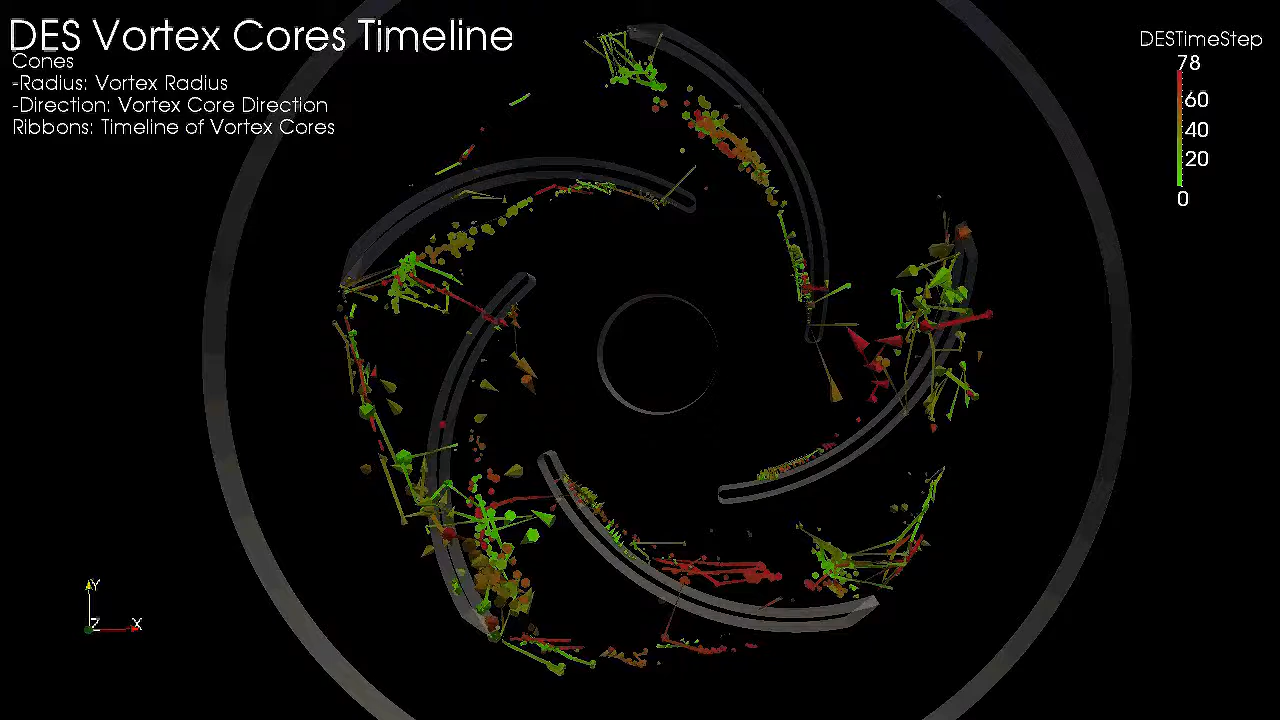 DES Vortex Cores Timeline
Cones
-Radius: Vortex Radius
-Direction: Vortex Core Direction
Ribbons: Timeline of Vortex Cores
DESTimeStep
78
60
40
20
0
Y
Z
X